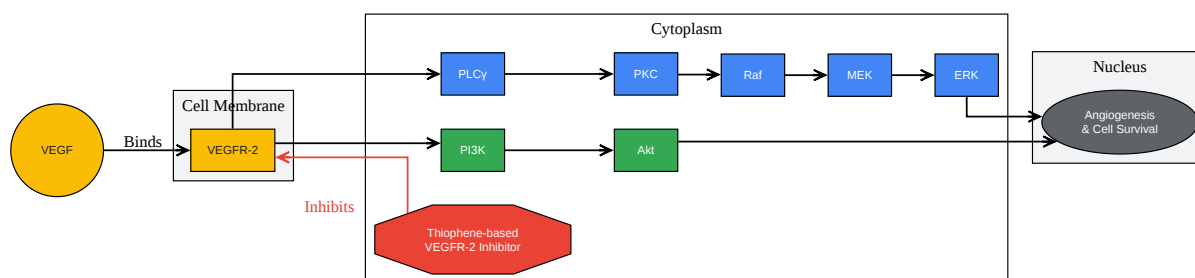 Cytoplasm
Nucleus
Cell Membrane
PLCγ
PKC
Raf
MEK
ERK
Angiogenesis
& Cell Survival
VEGF
Binds
VEGFR-2
PI3K
Akt
Inhibits
Thiophene-based
VEGFR-2 Inhibitor